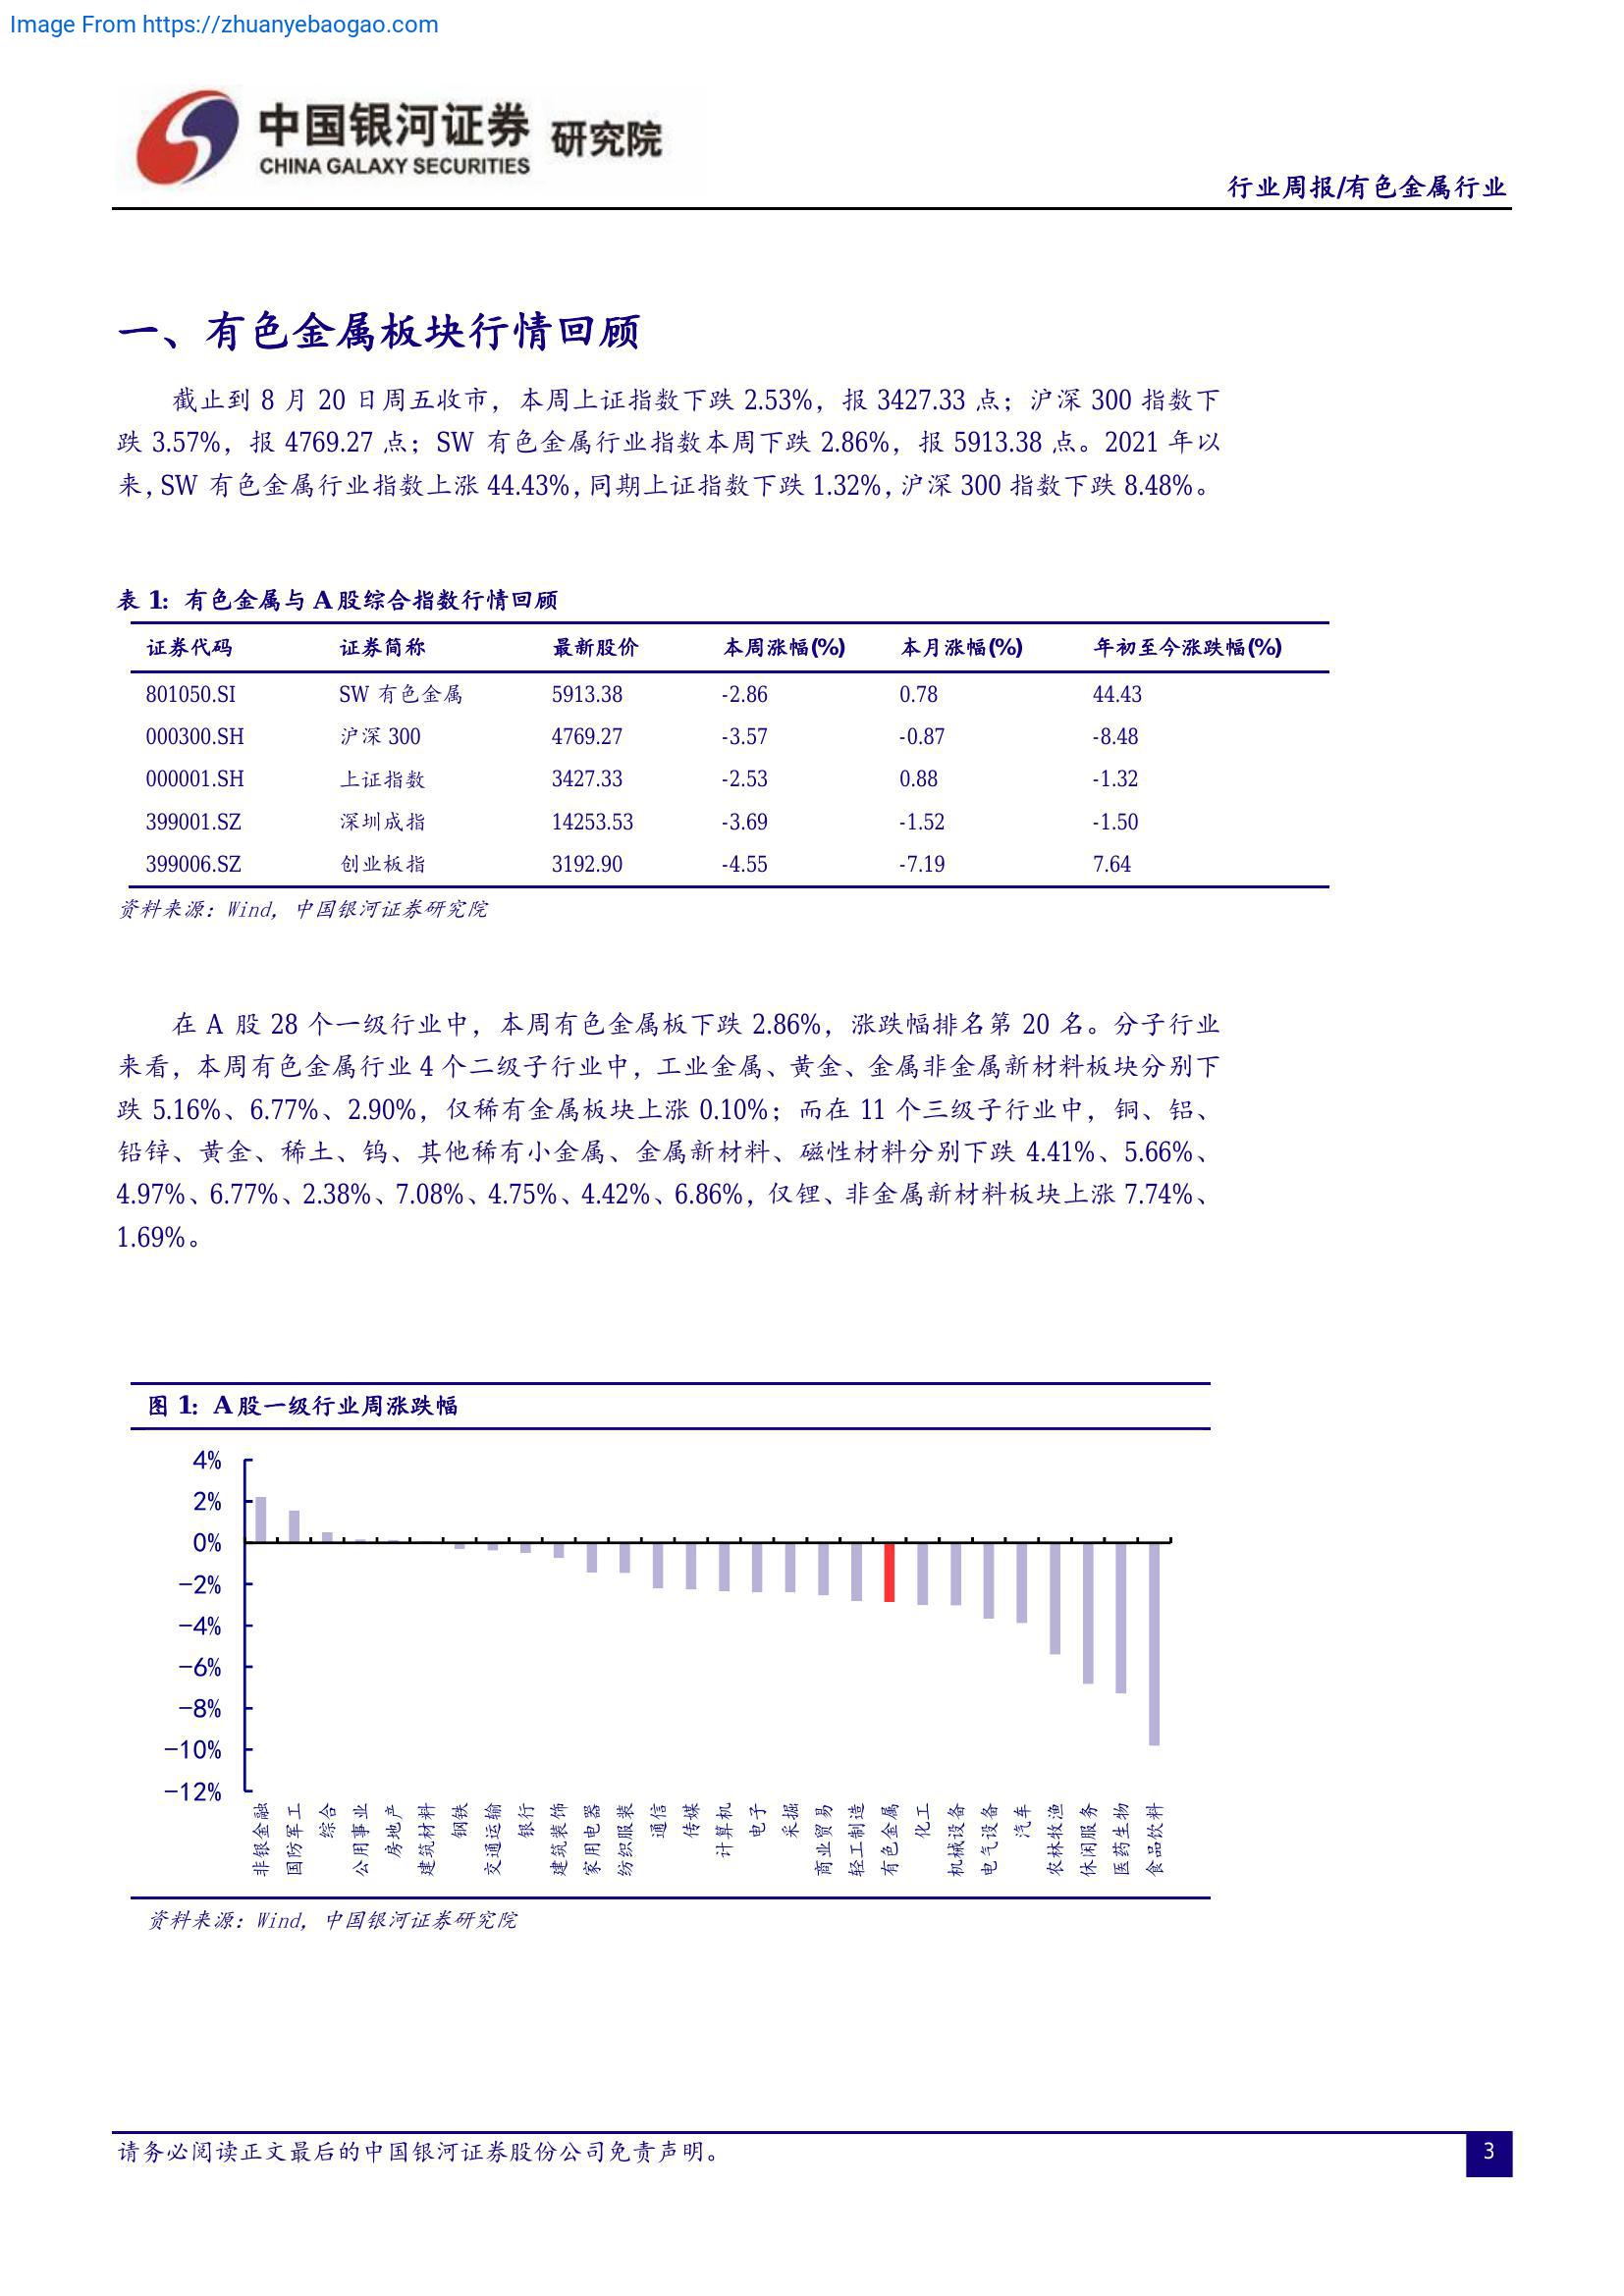 Image From https://zhuanyebaogao.com
中国银河证券 研究院
CHINA GALAXY SECURITIES
行业周报/有色金属行业
一、有色金属板块行情回顾
截止到 8 月 20 日周五收市，本周上证指数下跌 2.53%，报 3427.33 点；沪深 300 指数下
跌 3.57%，报 4769.27 点；SW 有色金属行业指数本周下跌 2.86%，报 5913.38 点。2021 年以
来，SW 有色金属行业指数上涨 44.43%，同期上证指数下跌 1.32%，沪深 300 指数下跌 8.48%。
表 1: 有色金属与 A 股综合指数行情回顾
证券代码 证券简称 最新股价 本周涨幅(%) 本月涨幅(%) 年初至今涨跌幅(%)
801050.SI SW 有色金属 5913.38 -2.86 0.78 44.43
000300.SH 沪深 300 4769.27 -3.57 -0.87 -8.48
000001.SH 上证指数 3427.33 -2.53 0.88 -1.32
399001.SZ 深圳成指 14253.53 -3.69 -1.52 -1.50
399006.SZ 创业板指 3192.90 -4.55 -7.19 7.64
资料来源：Wind，中国银河证券研究院
在 A 股 28 个一级行业中，本周有色金属板下跌 2.86%，涨跌幅排名第 20 名。分子行业
来看，本周有色金属行业 4 个二级子行业中，工业金属、黄金、金属非金属新材料板块分别下
跌 5.16%、6.77%、2.90%，仅稀有金属板块上涨 0.10%；而在 11 个三级子行业中，铜、铝、
铅锌、黄金、稀土、钨、其他稀有小金属、金属新材料、磁性材料分别下跌 4.41%、5.66%、
4.97%、6.77%、2.38%、7.08%、4.75%、4.42%、6.86%，仅锂、非金属新材料板块上涨 7.74%、
1.69%。
图 1: A 股一级行业周涨跌幅
4%
2%
0%
-2%
-4%
-6%
-8%
-10%
-12%
非银金融
国防军工
综合
公用事业
房地产
建筑材料
钢铁
交通运输
银行
建筑装饰
家用电器
纺织服装
通信
传媒
计算机
电子
采掘
商业贸易
轻工制造
有色金属
化工
机械设备
电气设备
汽车
农林牧渔
休闲服务
医药生物
食品饮料
资料来源：Wind，中国银河证券研究院
请务必阅读正文最后的中国银河证券股份公司免责声明。
3